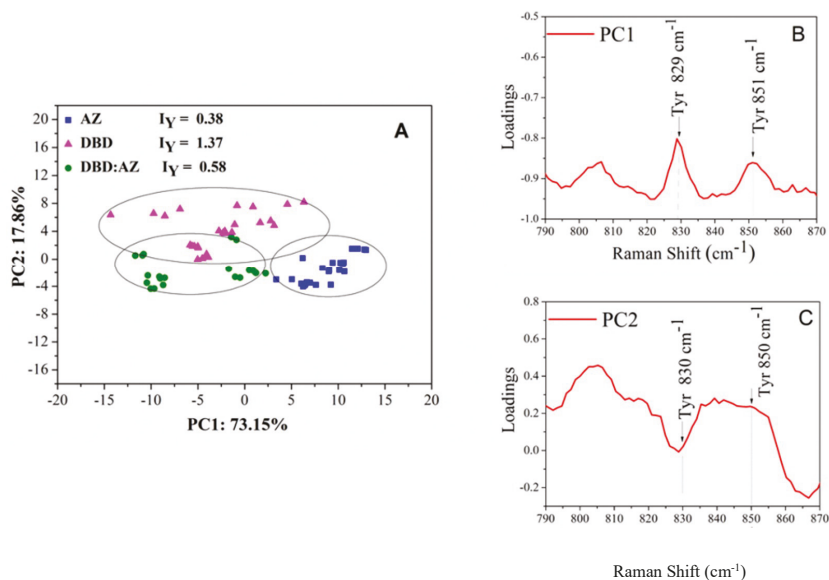 A
AZ I_Y = 0.38
DBD I_Y = 1.37
DBD:AZ I_Y = 0.58
20
16
12
8
4
0
-4
-8
-12
-16
PC2: 17.86%
-20 -15 -10 -5 0 5 10 15 20
PC1: 73.15%
B
PC1
Tyr 829 cm⁻¹
Tyr 851 cm⁻¹
-0.5
-0.6
-0.7
-0.8
-0.9
-1.0
Loadings
790 800 810 820 830 840 850 860 870
Raman Shift (cm⁻¹)
C
PC2
Tyr 830 cm⁻¹
Tyr 850 cm⁻¹
0.8
0.6
0.4
0.2
0.0
-0.2
Loadings
790 800 810 820 830 840 850 860 870
Raman Shift (cm⁻¹)